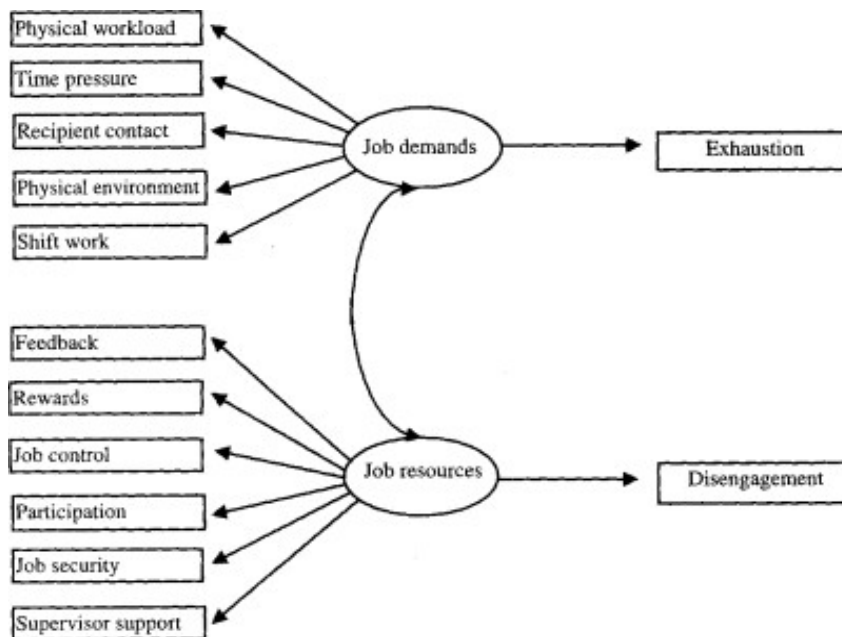 Physical workload
Time pressure
Recipient contact
Physical environment
Shift work
Job demands
Exhaustion
Feedback
Rewards
Job control
Participation
Job security
Supervisor support
Job resources
Disengagement